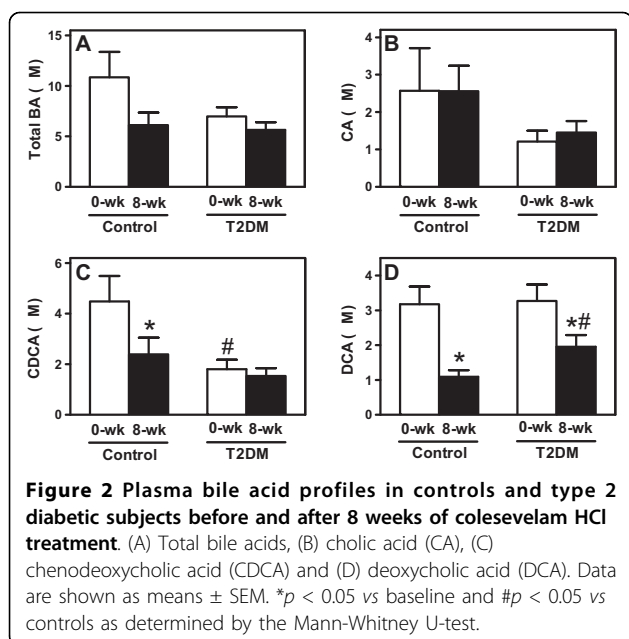 A
B
Total BA ( M)
15
10
5
0
CA ( M)
4
3
2
1
0
0-wk 8-wk 0-wk 8-wk
Control T2DM
0-wk 8-wk 0-wk 8-wk
Control T2DM
C
D
CDCA ( M)
6
4
2
0
* #
DCA ( M)
4
3
2
1
0
* *#
0-wk 8-wk 0-wk 8-wk
Control T2DM
0-wk 8-wk 0-wk 8-wk
Control T2DM
Figure 2 Plasma bile acid profiles in controls and type 2
diabetic subjects before and after 8 weeks of colesevelam HCl
treatment. (A) Total bile acids, (B) cholic acid (CA), (C)
chenodeoxycholic acid (CDCA) and (D) deoxycholic acid (DCA). Data
are shown as means ± SEM. *p < 0.05 vs baseline and #p < 0.05 vs
controls as determined by the Mann-Whitney U-test.